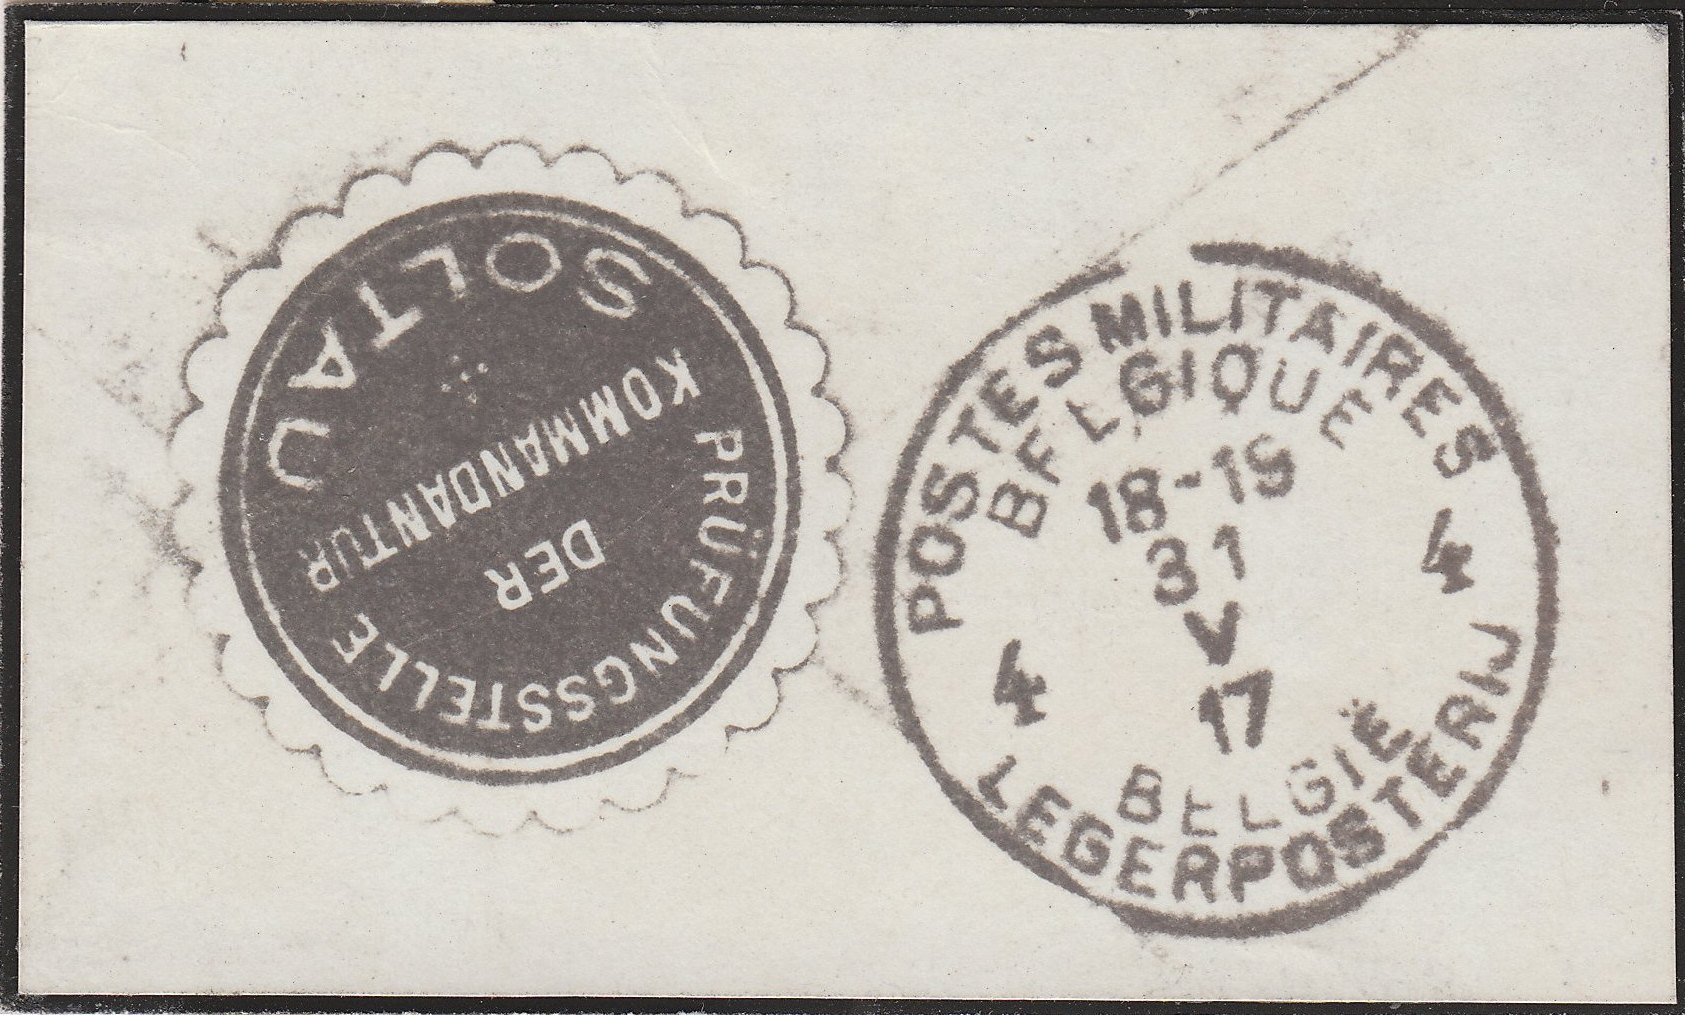 PRÜFUNGSSTELLE
DER
KOMMANDANTUR
SOLTAU
POSTES MILITAIRES
BELGIQUE
18-19
31
V
17
4 4
BELGIË
LEGERPOSTERIJ